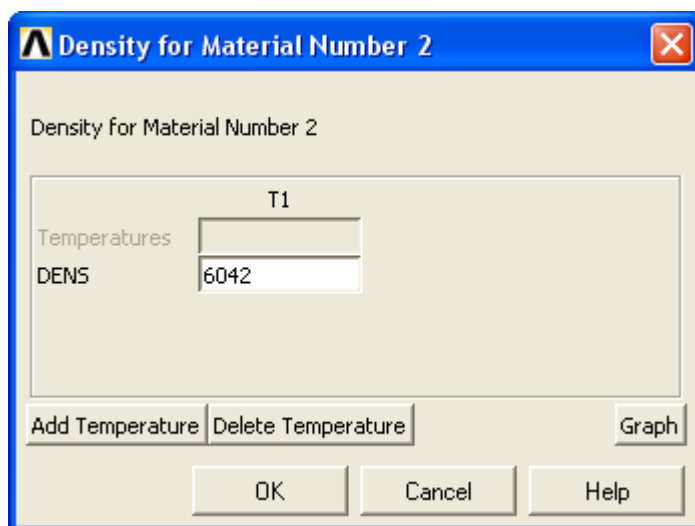 Density for Material Number 2
Density for Material Number 2
T1
Temperatures
DENS 6042
Add Temperature Delete Temperature Graph
OK Cancel Help